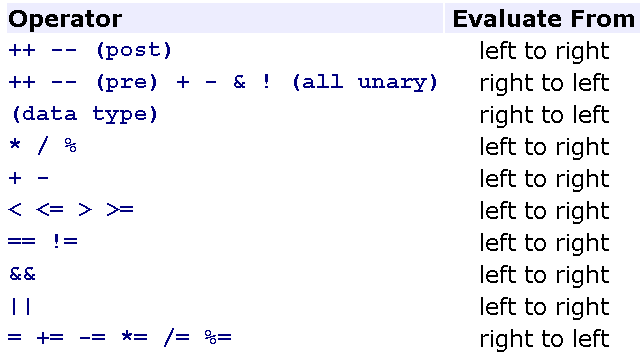 Operator Evaluate From
++ -- (post) left to right
++ -- (pre) + - & ! (all unary) right to left
(data type) right to left
* / % left to right
+ - left to right
< <= > >= left to right
== != left to right
&& left to right
|| left to right
= += -= *= /= %= right to left